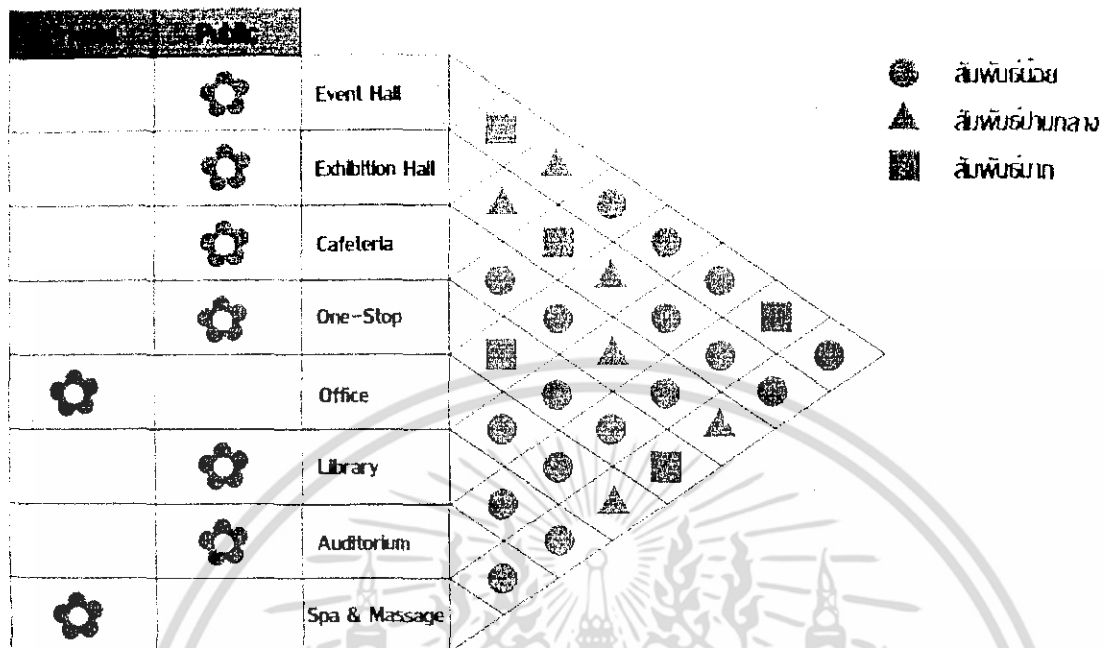 Public
Event Hall
Exhibition Hall
Cafeteria
One-Stop
Office
Library
Auditorium
Spa & Massage
สัมพันธ์น้อย
สัมพันธ์ปานกลาง
สัมพันธ์มาก